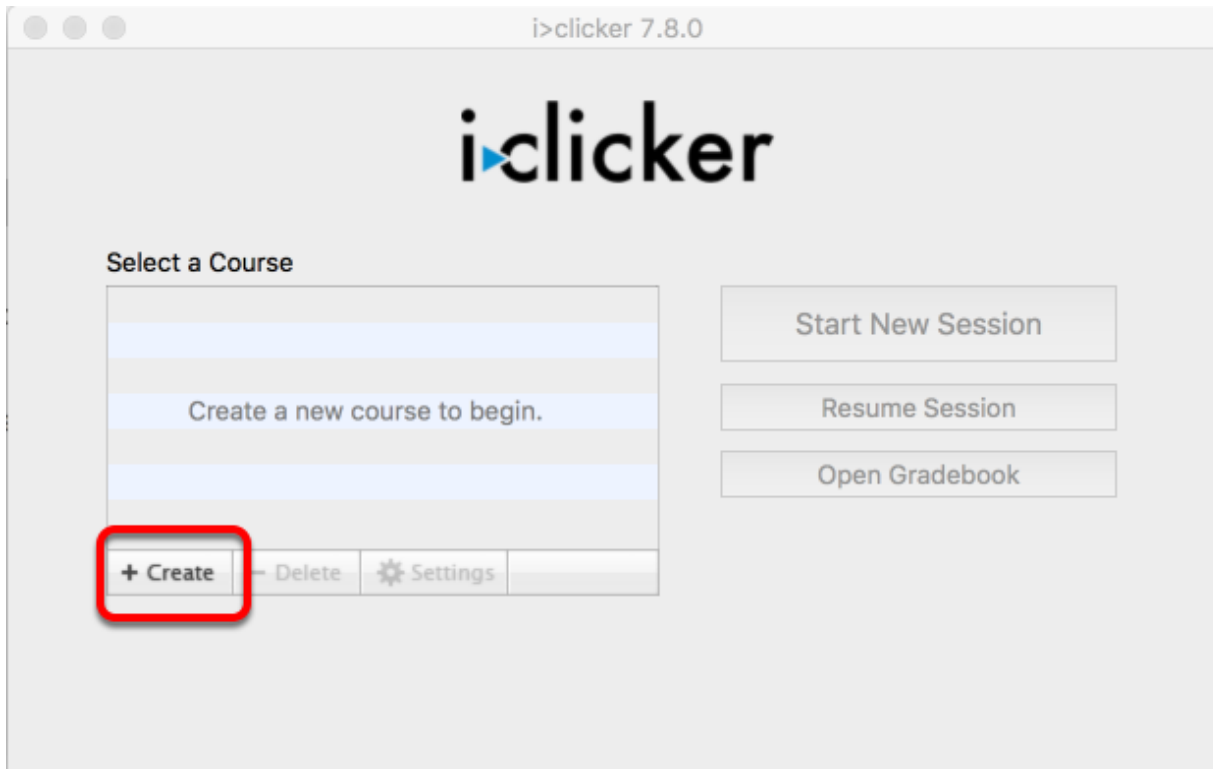 i>clicker 7.8.0
i>clicker
Select a Course
Create a new course to begin.
Start New Session
Resume Session
Open Gradebook
+ Create
− Delete
Settings